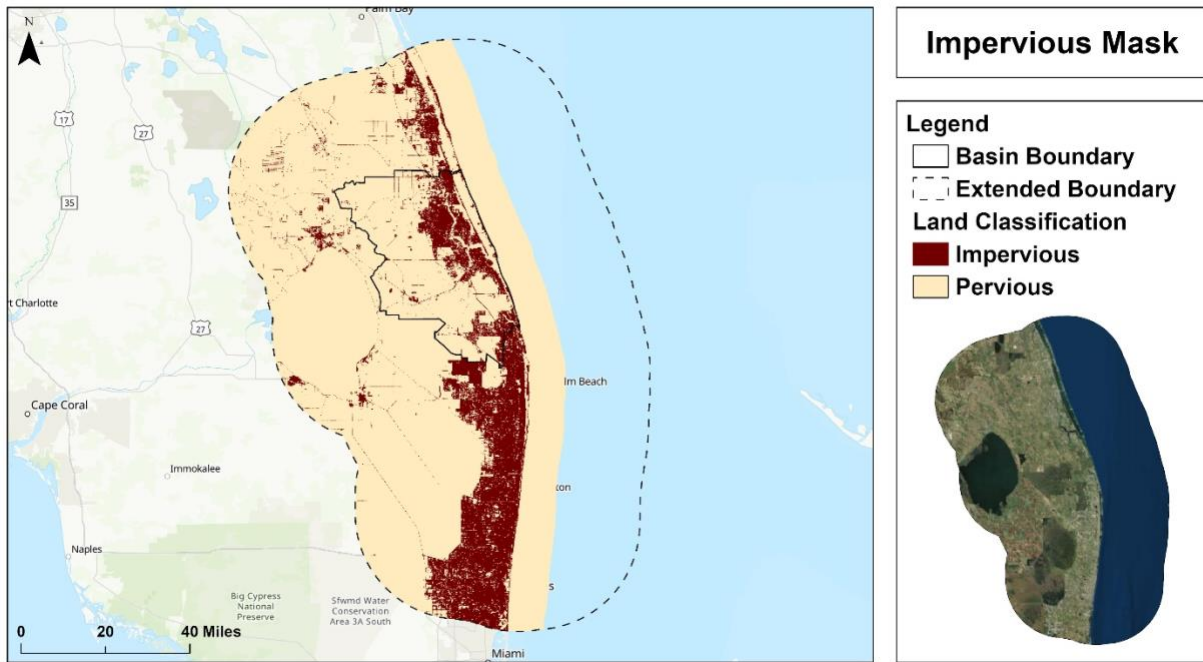 Palm Bay
N
17
27
35
rt Charlotte
27
Cape Coral
Immokalee
Naples
Big Cypress
National
Preserve
Sfwmd Water
Conservation
Area 3A South
Miami
lm Beach
ton
s
0 20 40 Miles
Impervious Mask
Legend
Basin Boundary
Extended Boundary
Land Classification
Impervious
Pervious